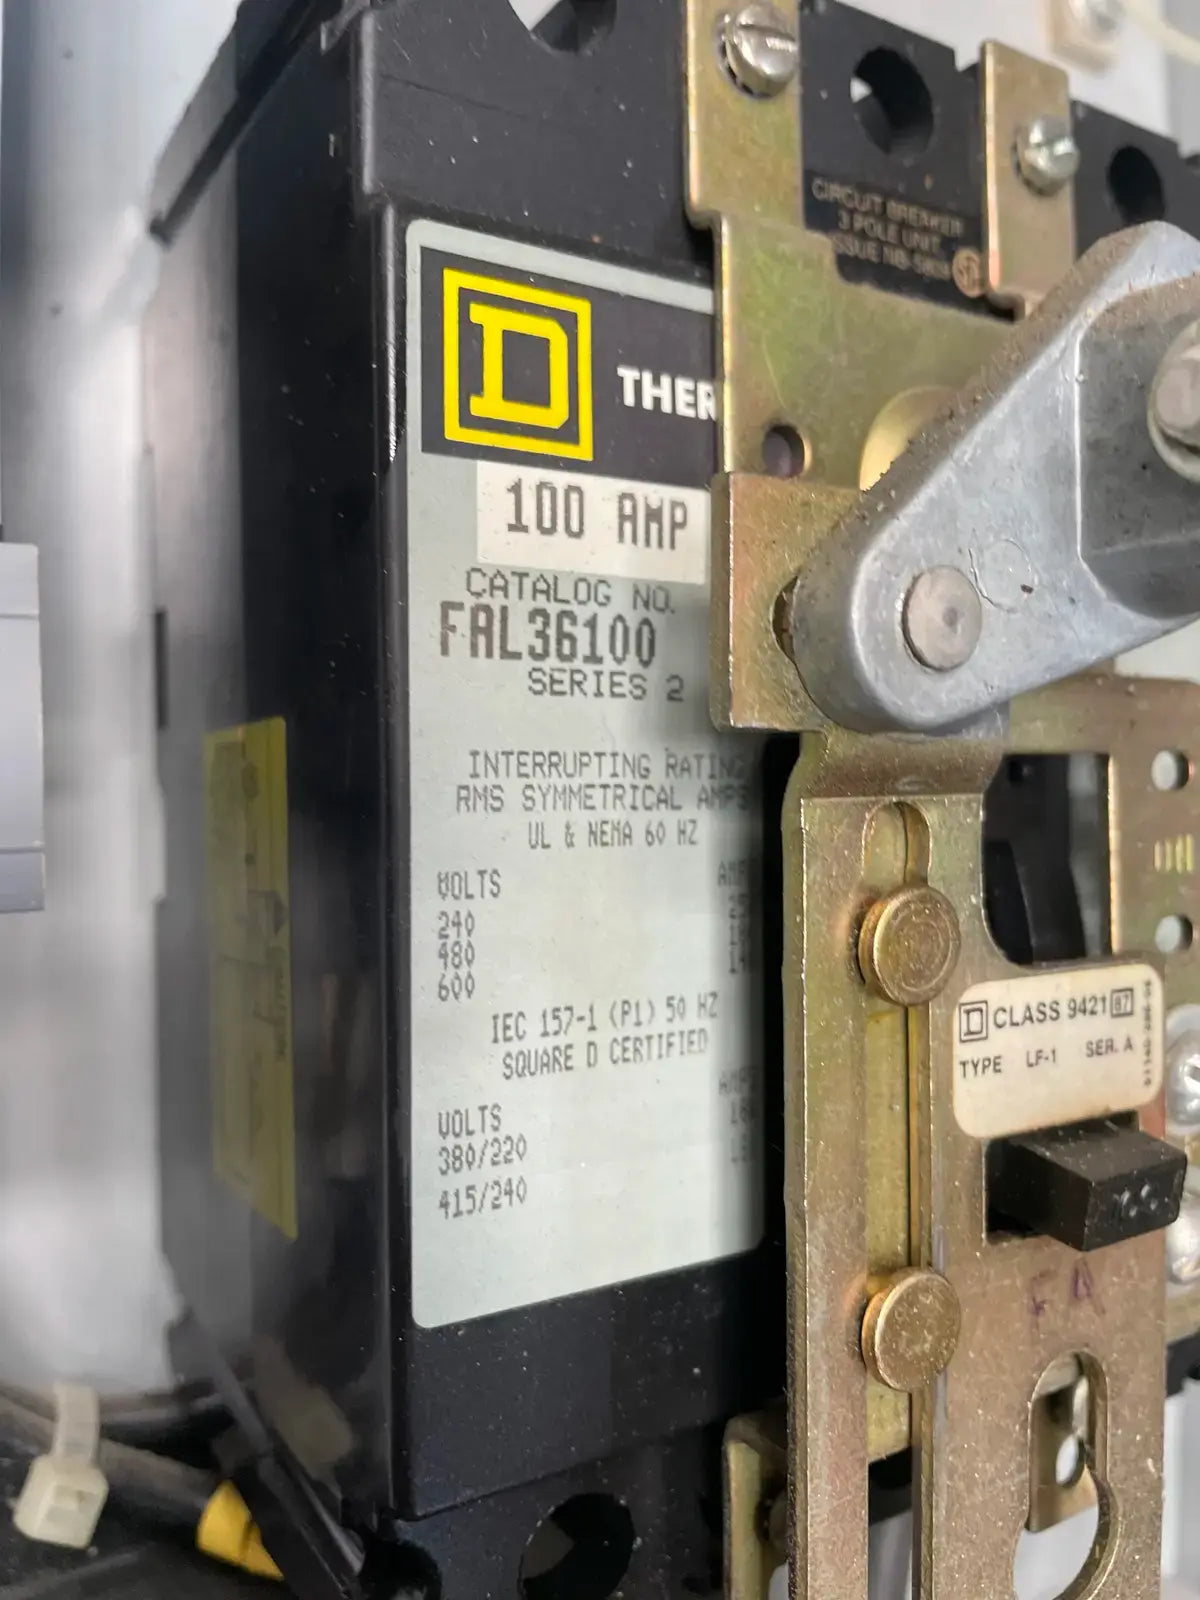 CIRCUIT BREAKER
3 POLE UNIT
D
THER
100 AMP
CATALOG NO.
FAL36100
SERIES 2
INTERRUPTING RATING
RMS SYMMETRICAL AMPS
UL & NEMA 60 HZ
VOLTS
240
480
600
IEC 157-1 (P1) 50 HZ
SQUARE D CERTIFIED
VOLTS
380/220
415/240
D CLASS 9421 87
TYPE LF-1 SER. A
FA